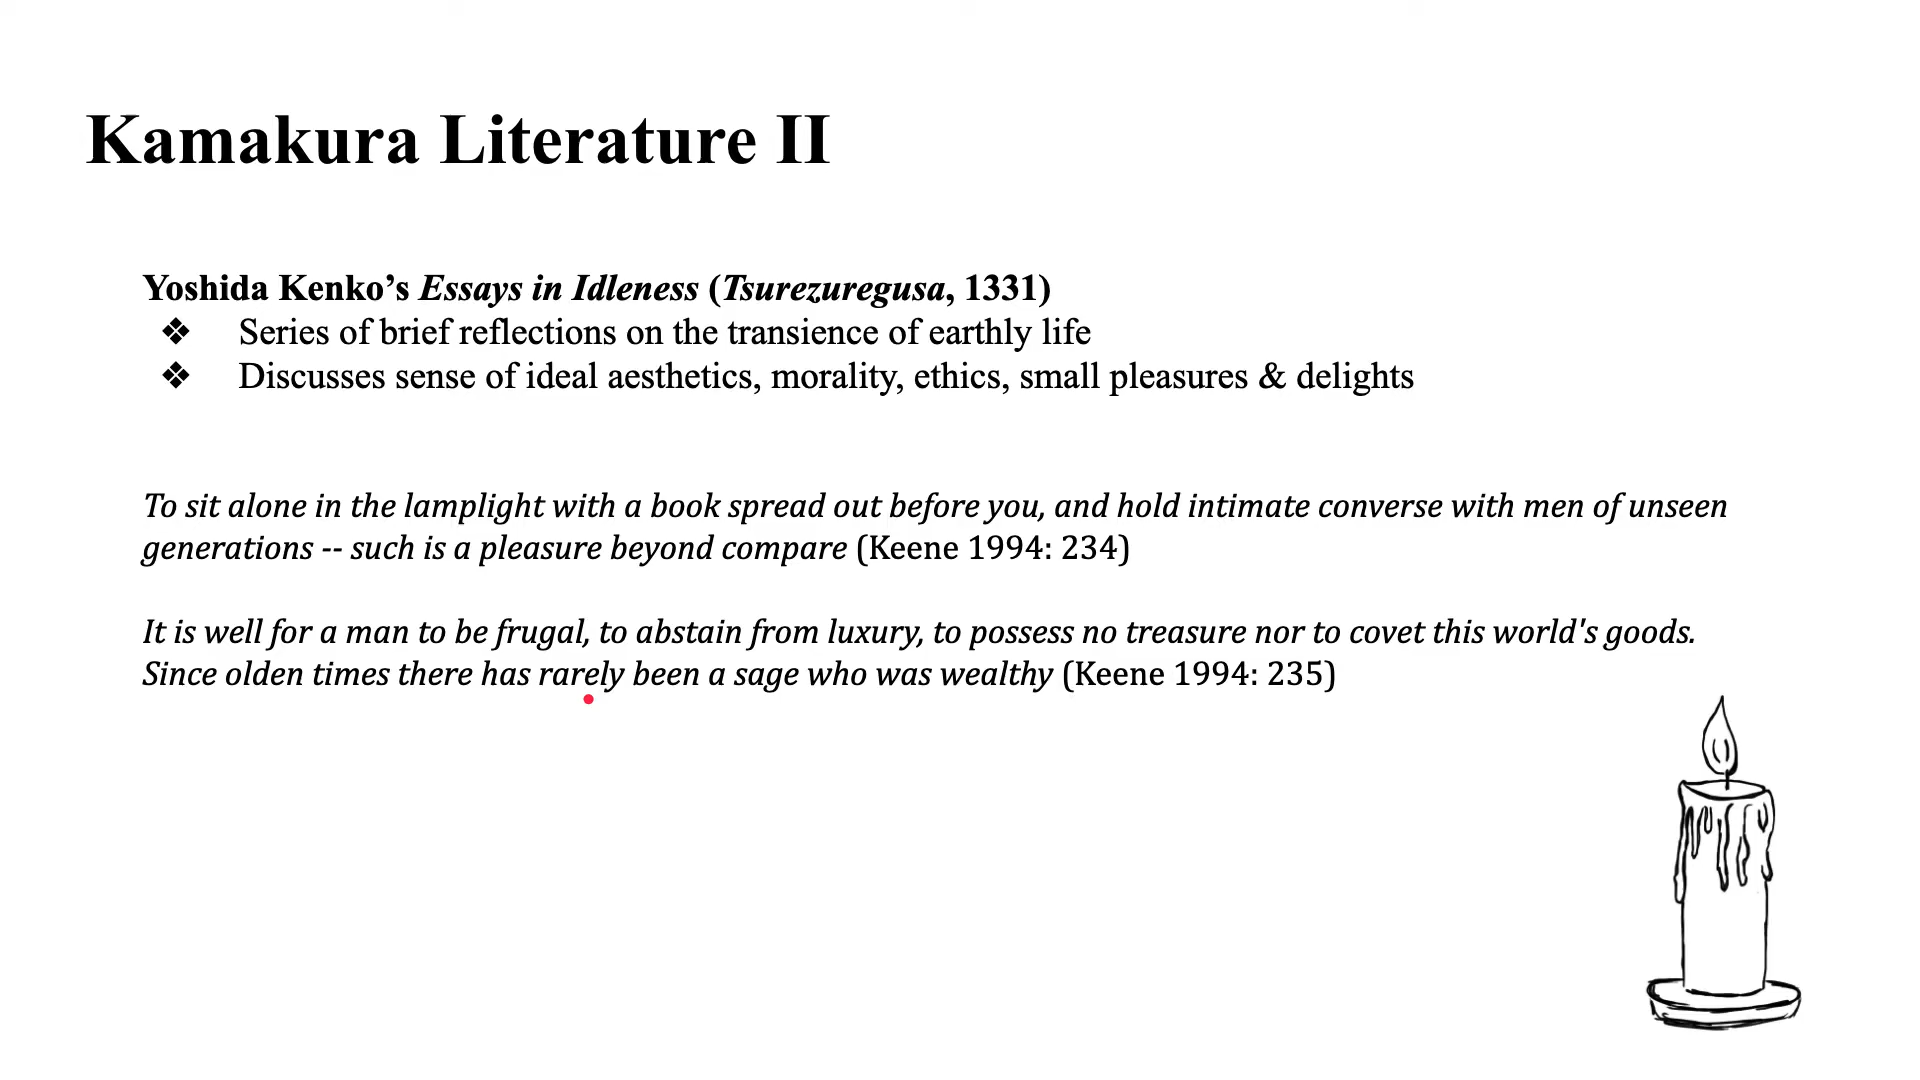 Kamakura Literature II
Yoshida Kenko’s Essays in Idleness (Tsurezuregusa, 1331)
❖ Series of brief reflections on the transience of earthly life
❖ Discusses sense of ideal aesthetics, morality, ethics, small pleasures & delights
To sit alone in the lamplight with a book spread out before you, and hold intimate converse with men of unseen
generations -- such is a pleasure beyond compare (Keene 1994: 234)
It is well for a man to be frugal, to abstain from luxury, to possess no treasure nor to covet this world's goods.
Since olden times there has rarely been a sage who was wealthy (Keene 1994: 235)